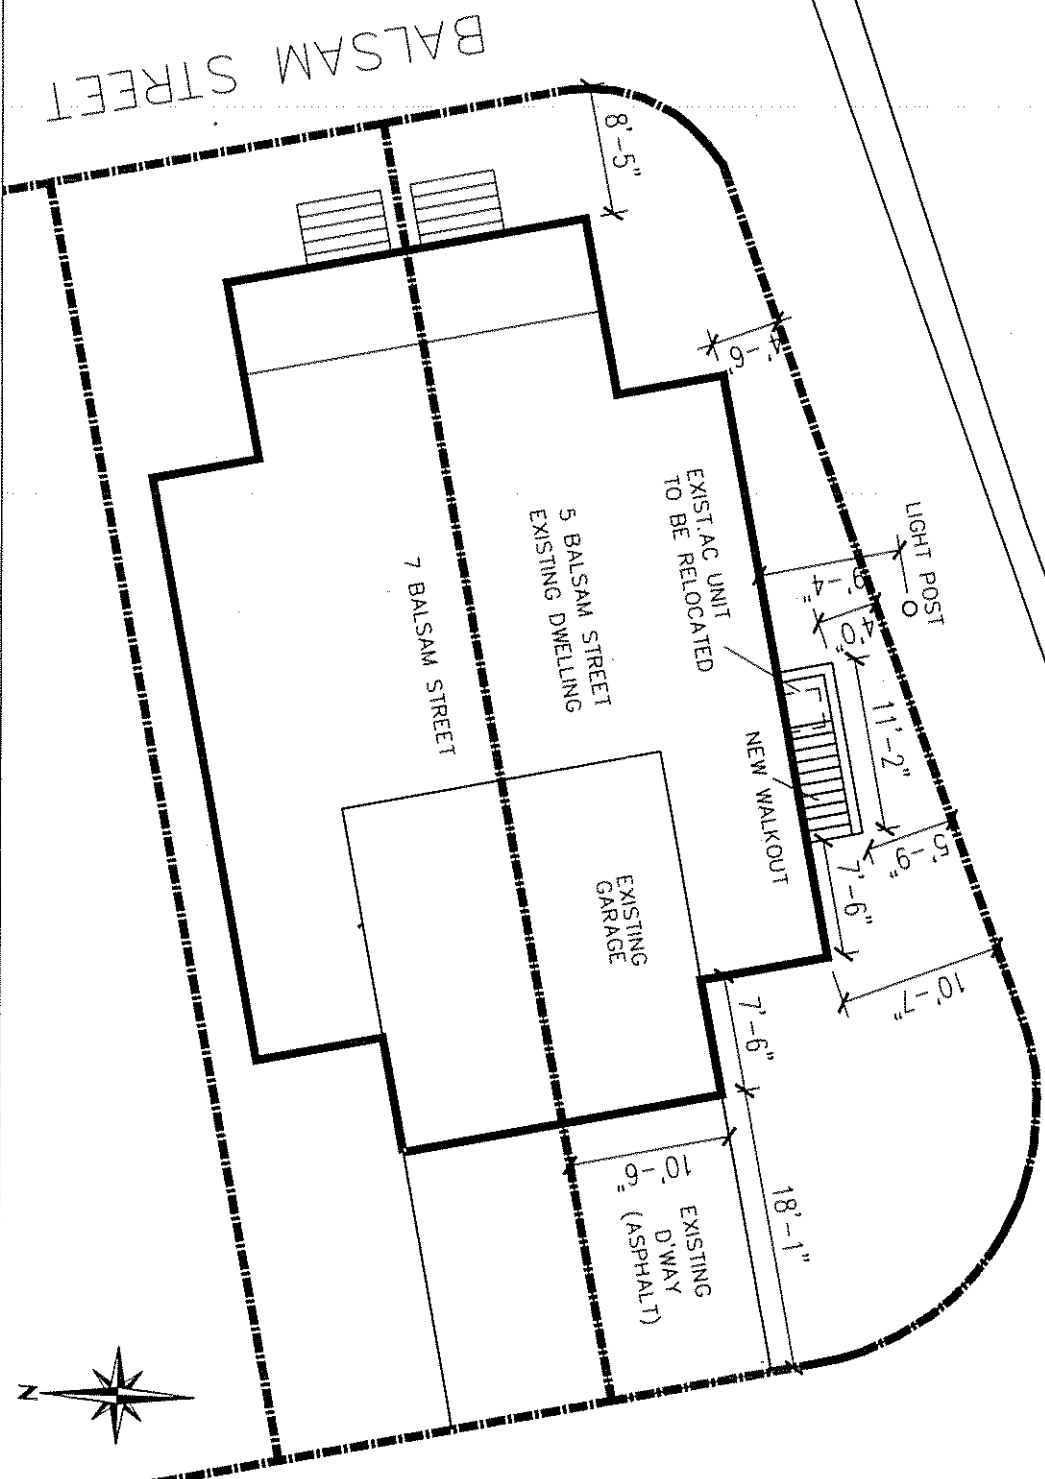 BALSAM STREET
8'-5"
4'-6"
LIGHT POST
EXIST.AC UNIT
TO BE RELOCATED
4'-0"
11'-2"
5 BALSAM STREET
EXISTING DWELLING
7 BALSAM STREET
NEW WALKOUT
5'-9"
7'-6"
EXISTING
GARAGE
10'-7"
7'-6"
10'-6"
18'-1"
EXISTING
D'WAY
(ASPHALT)
N